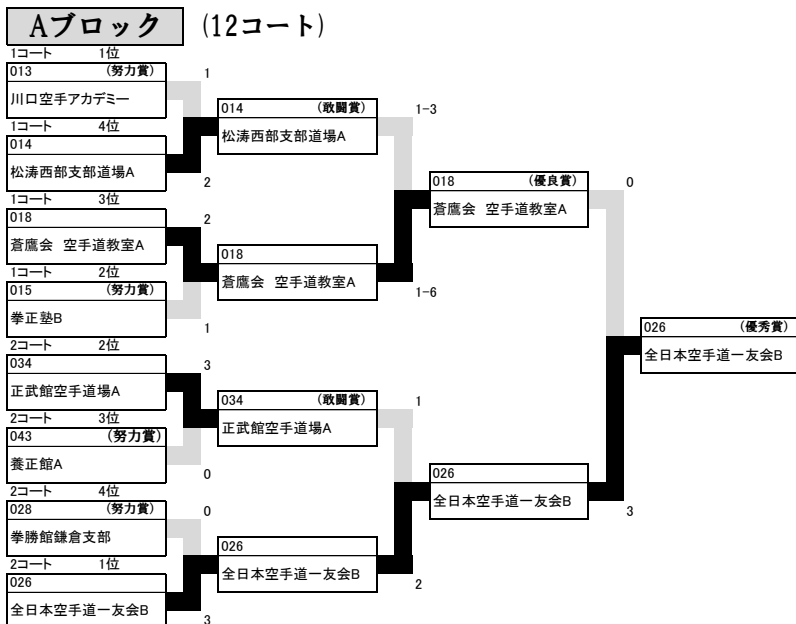 Aブロック (12コート)
1コート 1位
013 (努力賞)
川口空手アカデミー
1
1コート 4位
014
松涛西部支部道場A
2
014 (敢闘賞)
松涛西部支部道場A
1-3
1コート 3位
018
蒼鷹会 空手道教室A
2
1コート 2位
015 (努力賞)
拳正塾B
1
018
蒼鷹会 空手道教室A
1-6
018 (優良賞)
蒼鷹会 空手道教室A
0
2コート 2位
034
正武館空手道場A
3
2コート 3位
043 (努力賞)
養正館A
0
034 (敢闘賞)
正武館空手道場A
1
2コート 4位
028 (努力賞)
拳勝館鎌倉支部
0
2コート 1位
026
全日本空手道一友会B
3
026
全日本空手道一友会B
2
026
全日本空手道一友会B
3
026 (優秀賞)
全日本空手道一友会B